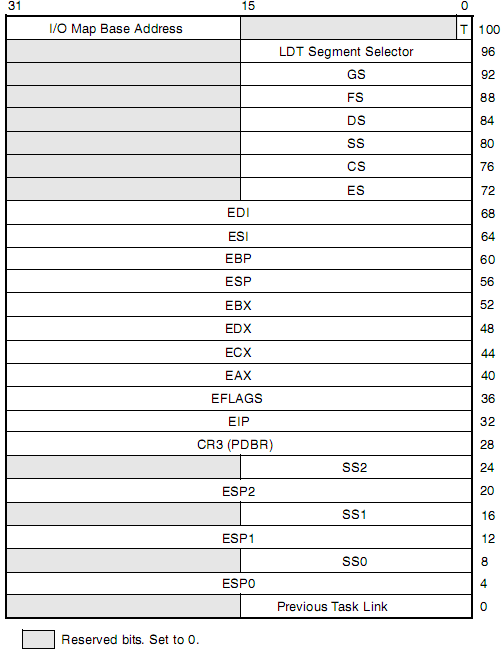 31 15 0
I/O Map Base Address T 100
LDT Segment Selector 96
GS 92
FS 88
DS 84
SS 80
CS 76
ES 72
EDI 68
ESI 64
EBP 60
ESP 56
EBX 52
EDX 48
ECX 44
EAX 40
EFLAGS 36
EIP 32
CR3 (PDBR) 28
SS2 24
ESP2 20
SS1 16
ESP1 12
SS0 8
ESP0 4
Previous Task Link 0
Reserved bits. Set to 0.